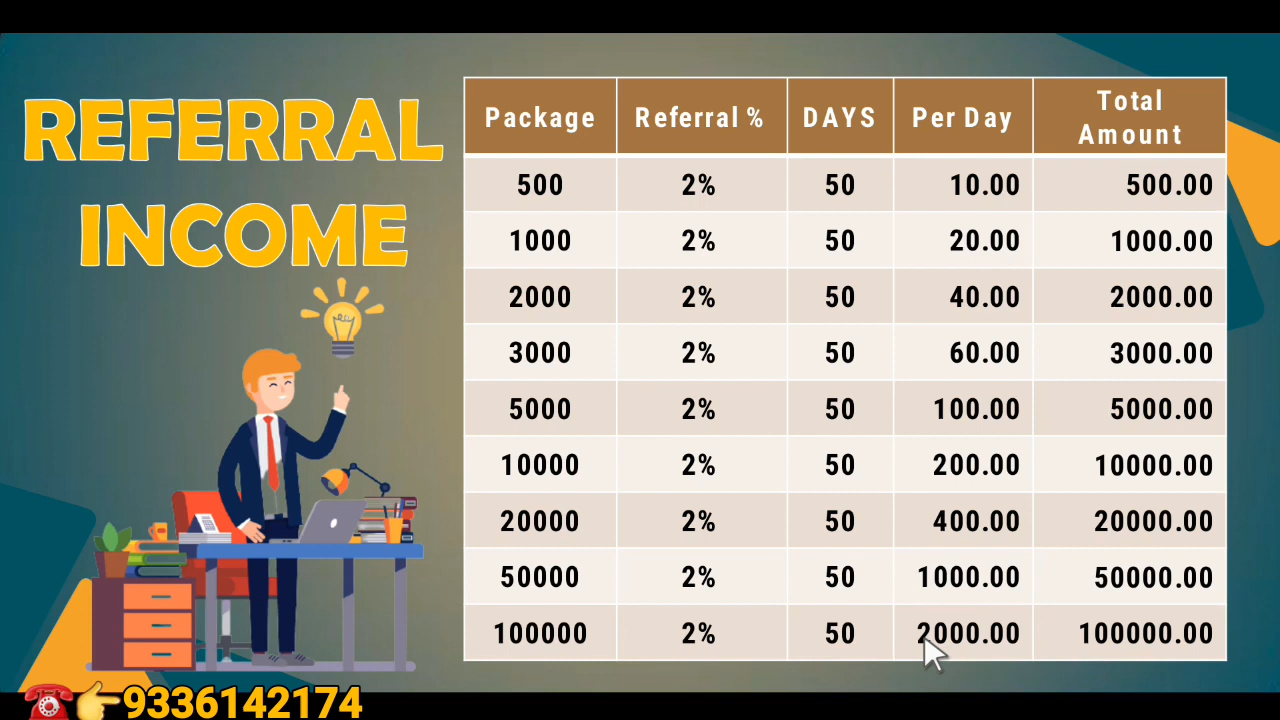 REFERRAL
INCOME
Package Referral % DAYS Per Day Total Amount
500 2% 50 10.00 500.00
1000 2% 50 20.00 1000.00
2000 2% 50 40.00 2000.00
3000 2% 50 60.00 3000.00
5000 2% 50 100.00 5000.00
10000 2% 50 200.00 10000.00
20000 2% 50 400.00 20000.00
50000 2% 50 1000.00 50000.00
100000 2% 50 2000.00 100000.00
9336142174